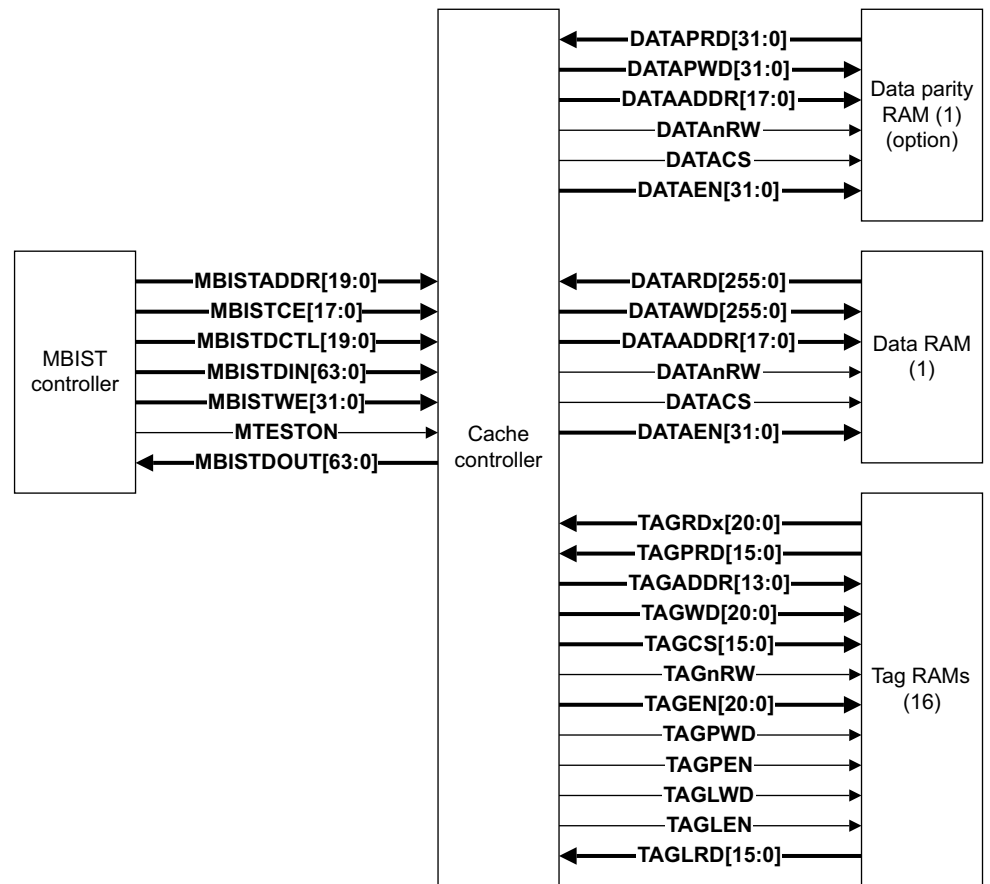 DATAPRD[31:0]
DATAPWD[31:0]
DATAADDR[17:0]
DATAnRW
DATACS
DATAEN[31:0]
Data parity
RAM (1)
(option)
MBIST
controller
MBISTADDR[19:0]
MBISTCE[17:0]
MBISTDCTL[19:0]
MBISTDIN[63:0]
MBISTWE[31:0]
MTESTON
MBISTDOUT[63:0]
Cache
controller
DATARD[255:0]
DATAWD[255:0]
DATAADDR[17:0]
DATAnRW
DATACS
DATAEN[31:0]
Data RAM
(1)
TAGRDx[20:0]
TAGPRD[15:0]
TAGADDR[13:0]
TAGWD[20:0]
TAGCS[15:0]
TAGnRW
TAGEN[20:0]
TAGPWD
TAGPEN
TAGLWD
TAGLEN
TAGLRD[15:0]
Tag RAMs
(16)